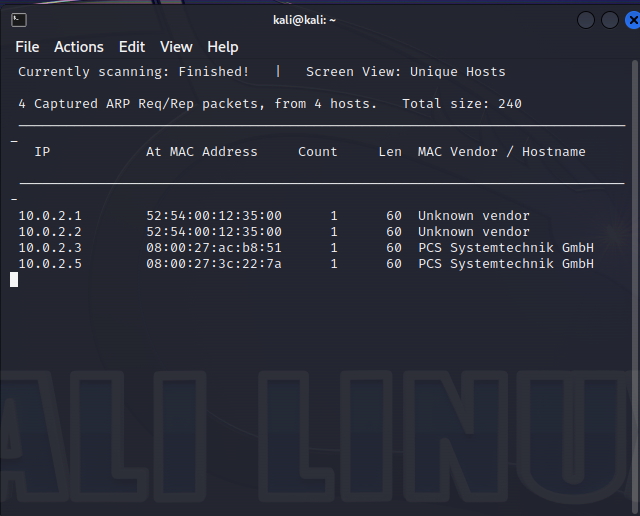 kali@kali: ~
File Actions Edit View Help
Currently scanning: Finished! | Screen View: Unique Hosts
4 Captured ARP Req/Rep packets, from 4 hosts. Total size: 240
_____________________________________________________________________________
IP At MAC Address Count Len MAC Vendor / Hostname
-----------------------------------------------------------------------------
10.0.2.1 52:54:00:12:35:00 1 60 Unknown vendor
10.0.2.2 52:54:00:12:35:00 1 60 Unknown vendor
10.0.2.3 08:00:27:ac:b8:51 1 60 PCS Systemtechnik GmbH
10.0.2.5 08:00:27:3c:22:7a 1 60 PCS Systemtechnik GmbH
ALI LINU